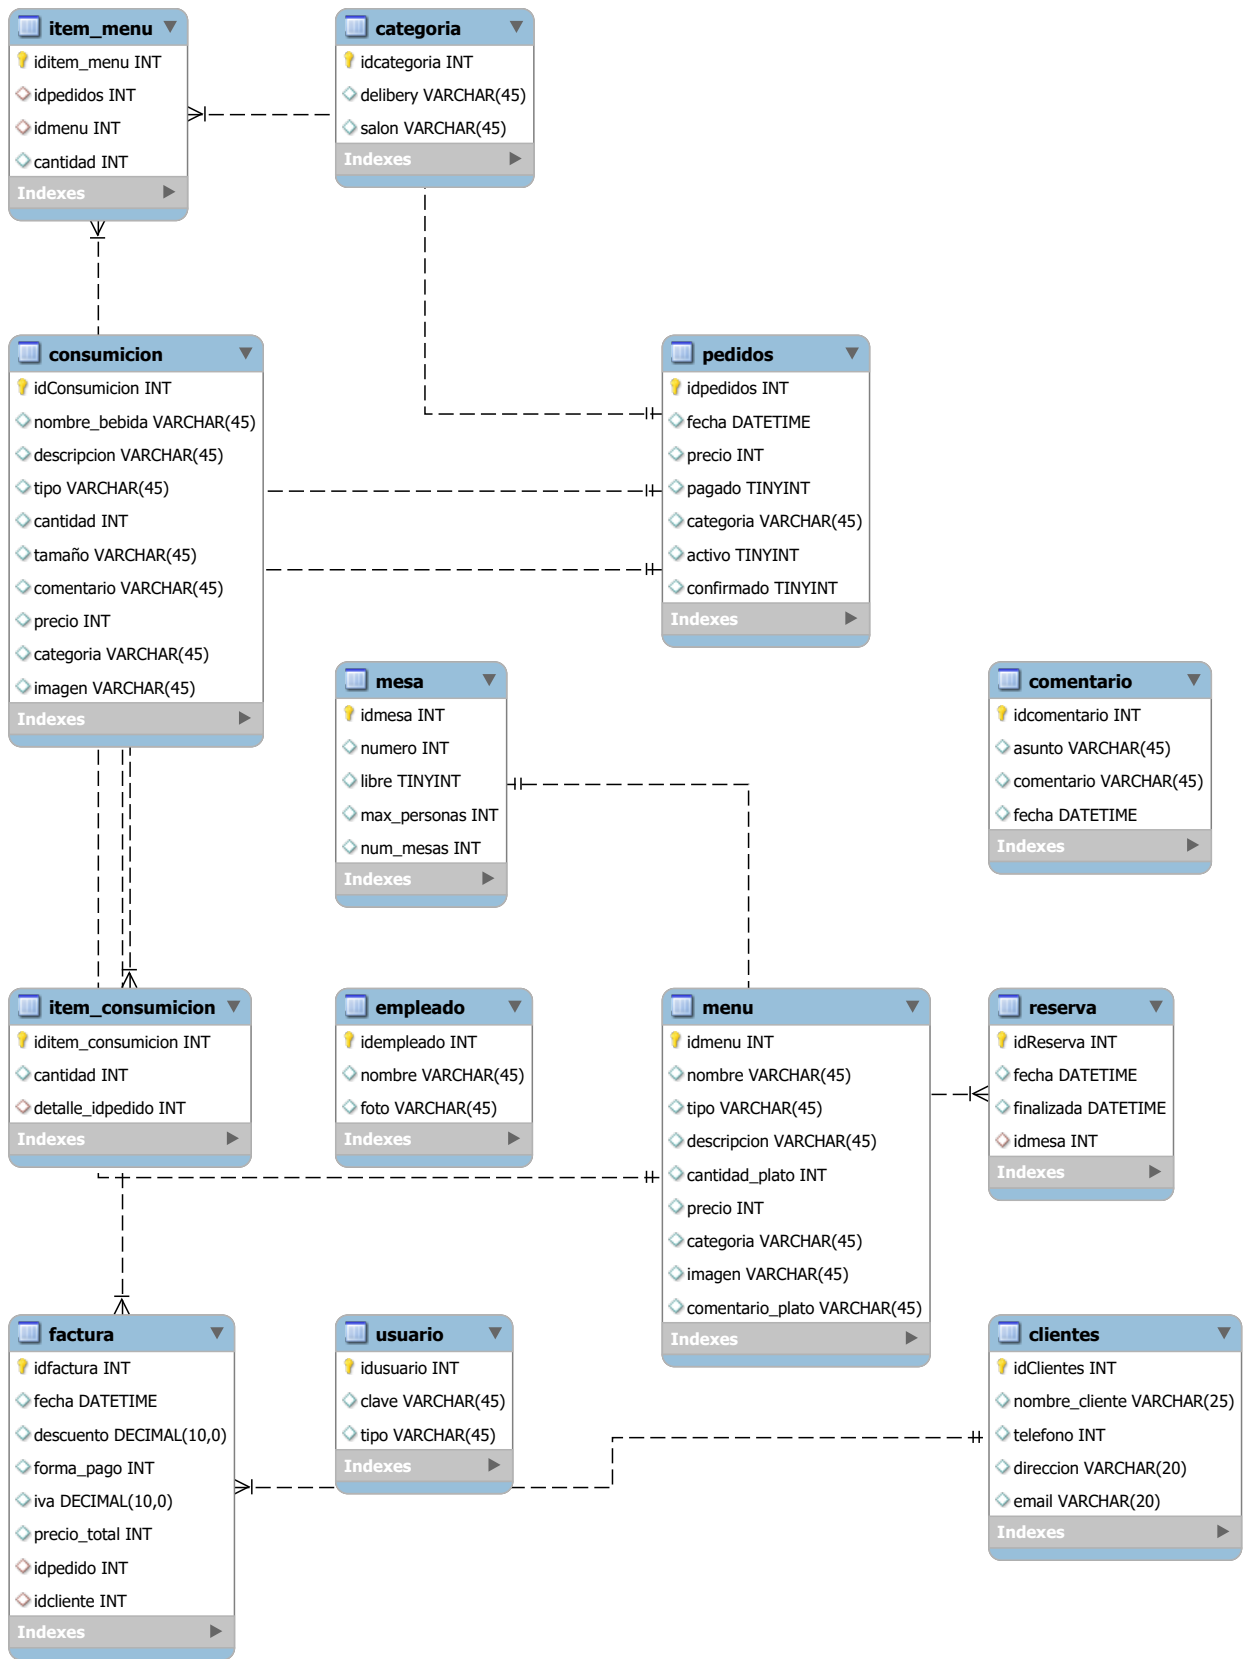 item_menu
iditem_menu INT
idpedidos INT
idmenu INT
cantidad INT
Indexes
categoria
idcategoria INT
delibery VARCHAR(45)
salon VARCHAR(45)
Indexes
consumicion
idConsumicion INT
nombre_bebida VARCHAR(45)
descripcion VARCHAR(45)
tipo VARCHAR(45)
cantidad INT
tamaño VARCHAR(45)
comentario VARCHAR(45)
precio INT
categoria VARCHAR(45)
imagen VARCHAR(45)
Indexes
pedidos
idpedidos INT
fecha DATETIME
precio INT
pagado TINYINT
categoria VARCHAR(45)
activo TINYINT
confirmado TINYINT
Indexes
mesa
idmesa INT
numero INT
libre TINYINT
max_personas INT
num_mesas INT
Indexes
comentario
idcomentario INT
asunto VARCHAR(45)
comentario VARCHAR(45)
fecha DATETIME
Indexes
item_consumicion
iditem_consumicion INT
cantidad INT
detalle_idpedido INT
Indexes
empleado
idempleado INT
nombre VARCHAR(45)
foto VARCHAR(45)
Indexes
menu
idmenu INT
nombre VARCHAR(45)
tipo VARCHAR(45)
descripcion VARCHAR(45)
cantidad_plato INT
precio INT
categoria VARCHAR(45)
imagen VARCHAR(45)
comentario_plato VARCHAR(45)
Indexes
reserva
idReserva INT
fecha DATETIME
finalizada DATETIME
idmesa INT
Indexes
factura
idfactura INT
fecha DATETIME
descuento DECIMAL(10,0)
forma_pago INT
iva DECIMAL(10,0)
precio_total INT
idpedido INT
idcliente INT
Indexes
usuario
idusuario INT
clave VARCHAR(45)
tipo VARCHAR(45)
Indexes
clientes
idClientes INT
nombre_cliente VARCHAR(25)
telefono INT
direccion VARCHAR(20)
email VARCHAR(20)
Indexes